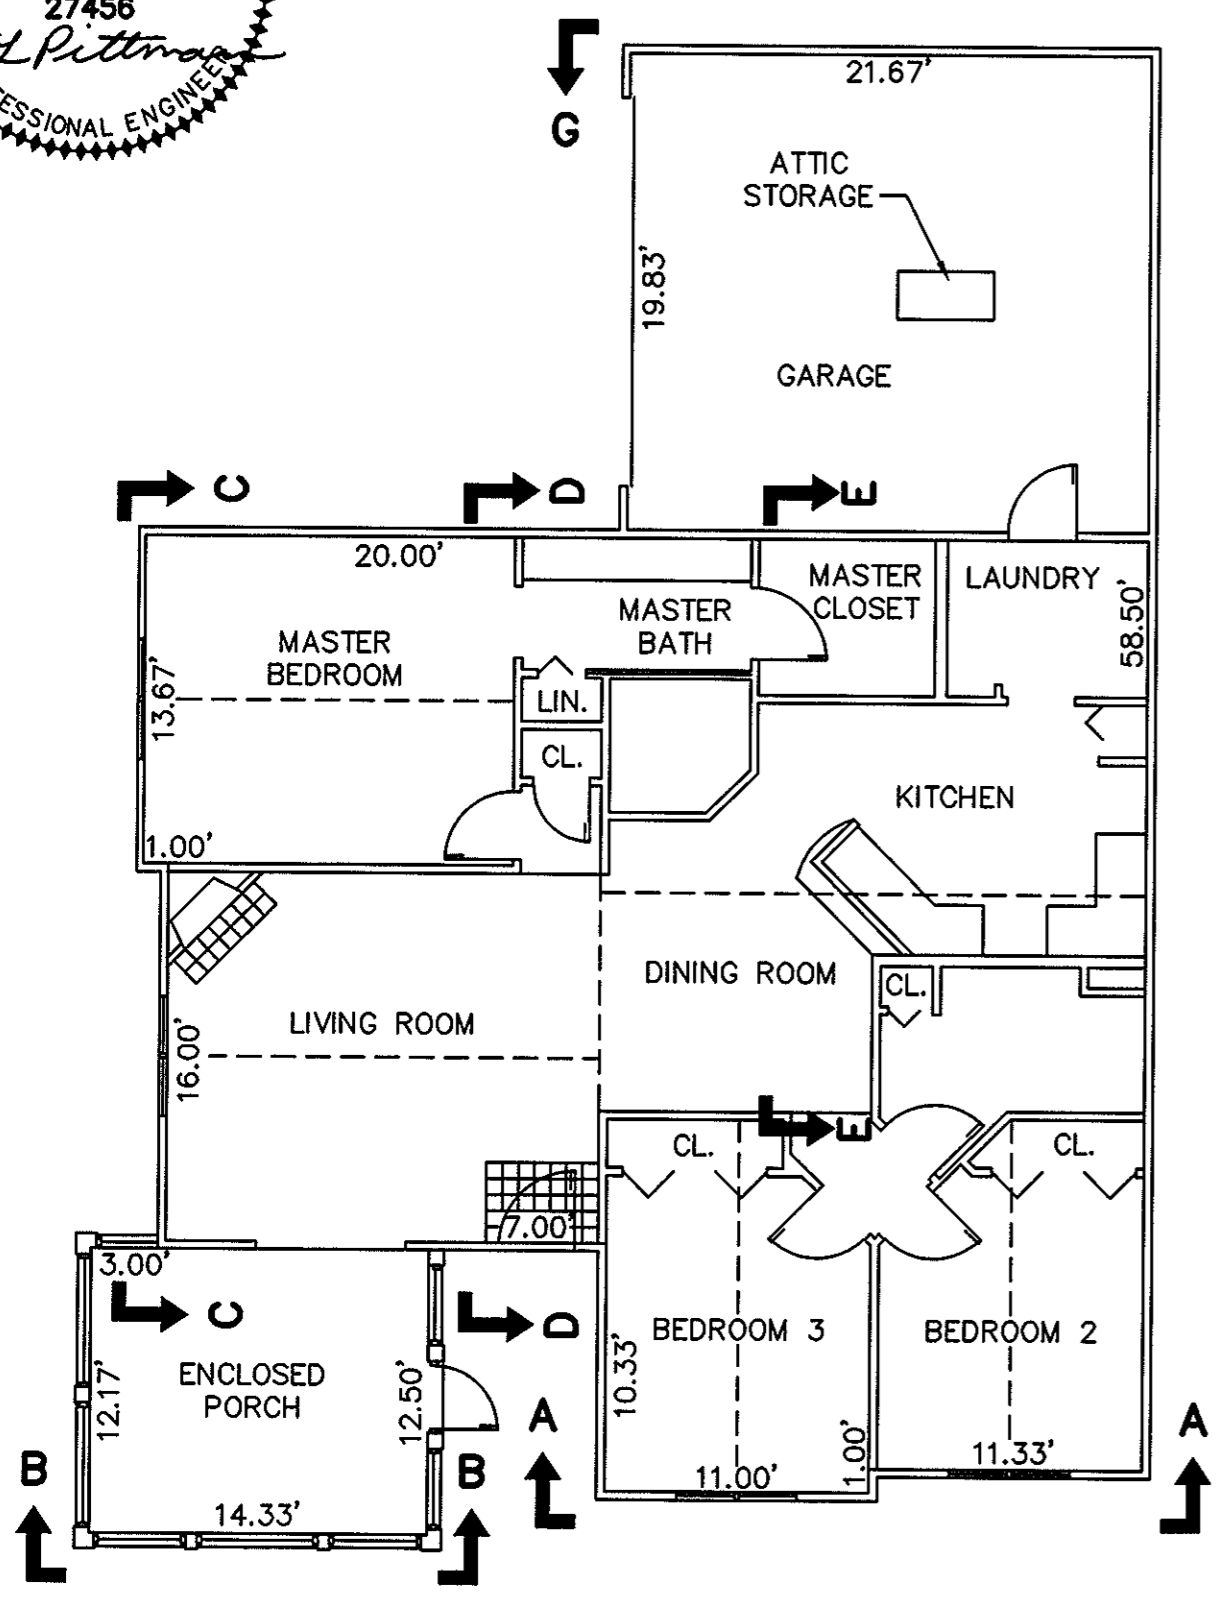 27456
Pittman
PROFESSIONAL ENGINEER
G
21.67'
ATTIC
STORAGE
19.83'
GARAGE
C
D
E
20.00'
MASTER
BEDROOM
13.67'
MASTER
BATH
MASTER
CLOSET
LAUNDRY
58.50'
LIN.
CL.
KITCHEN
1.00'
DINING ROOM
CL.
LIVING ROOM
16.00'
CL.
E
CL.
7.00'
3.00'
C
D
BEDROOM 3
BEDROOM 2
10.33'
ENCLOSED
PORCH
12.17'
12.50'
A
A
1.00'
11.33'
11.00'
B
B
14.33'